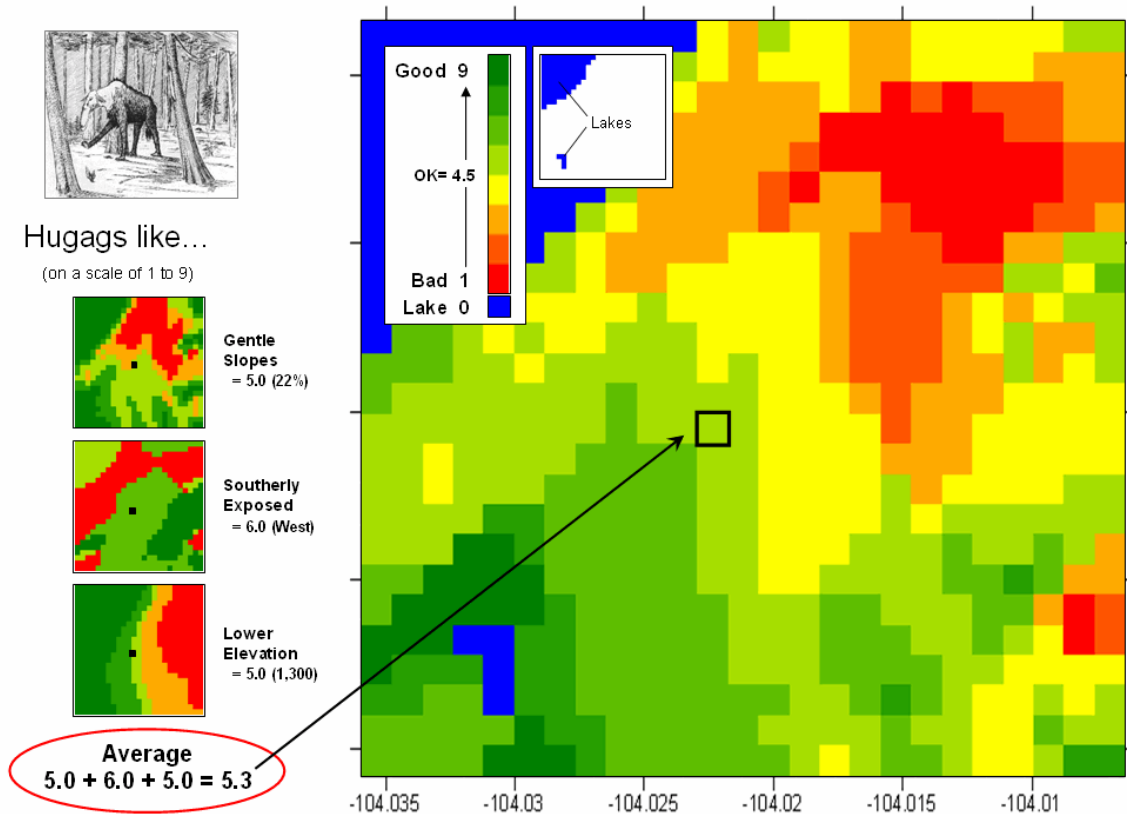 Hugags like...
(on a scale of 1 to 9)
Gentle
Slopes
= 5.0 (22%)
Southerly
Exposed
= 6.0 (West)
Lower
Elevation
= 5.0 (1,300)
Average
5.0 + 6.0 + 5.0 = 5.3
Good 9
OK= 4.5
Bad 1
Lake 0
Lakes
-104.035
-104.03
-104.025
-104.02
-104.015
-104.01